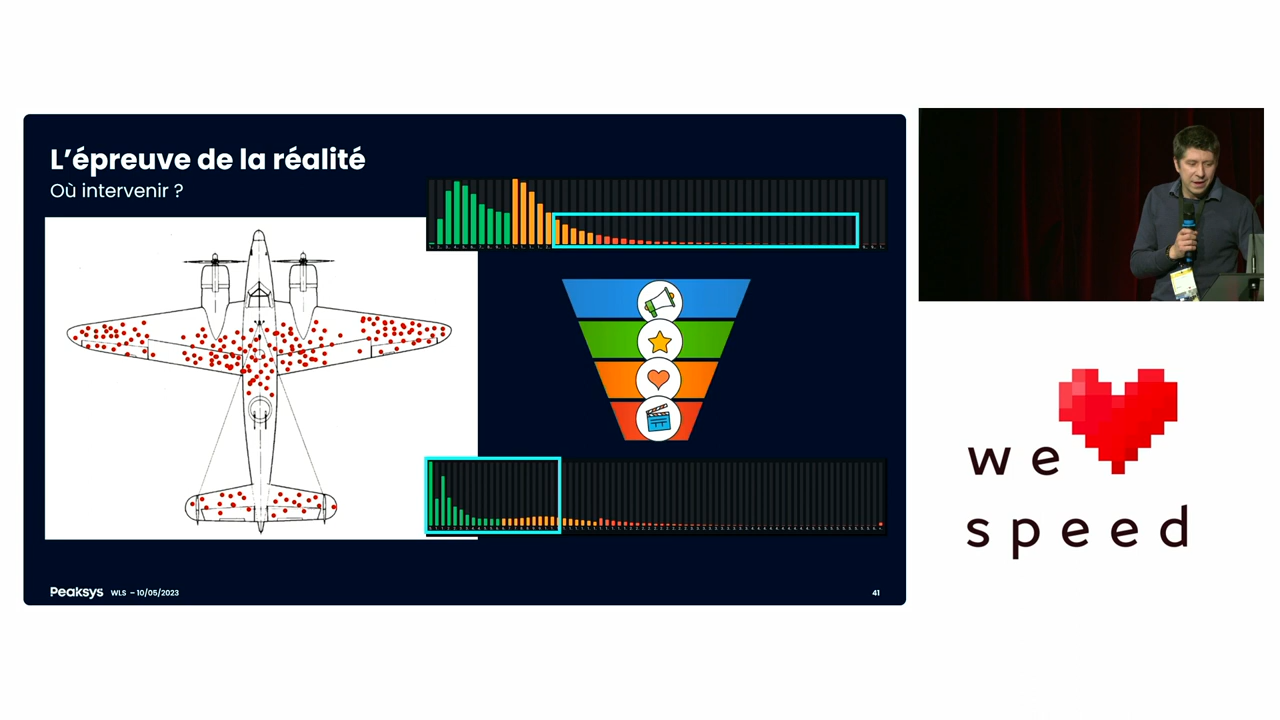 L'épreuve de la réalité
Où intervenir ?
Peaksys WLS – 10/05/2023
41
we
speed